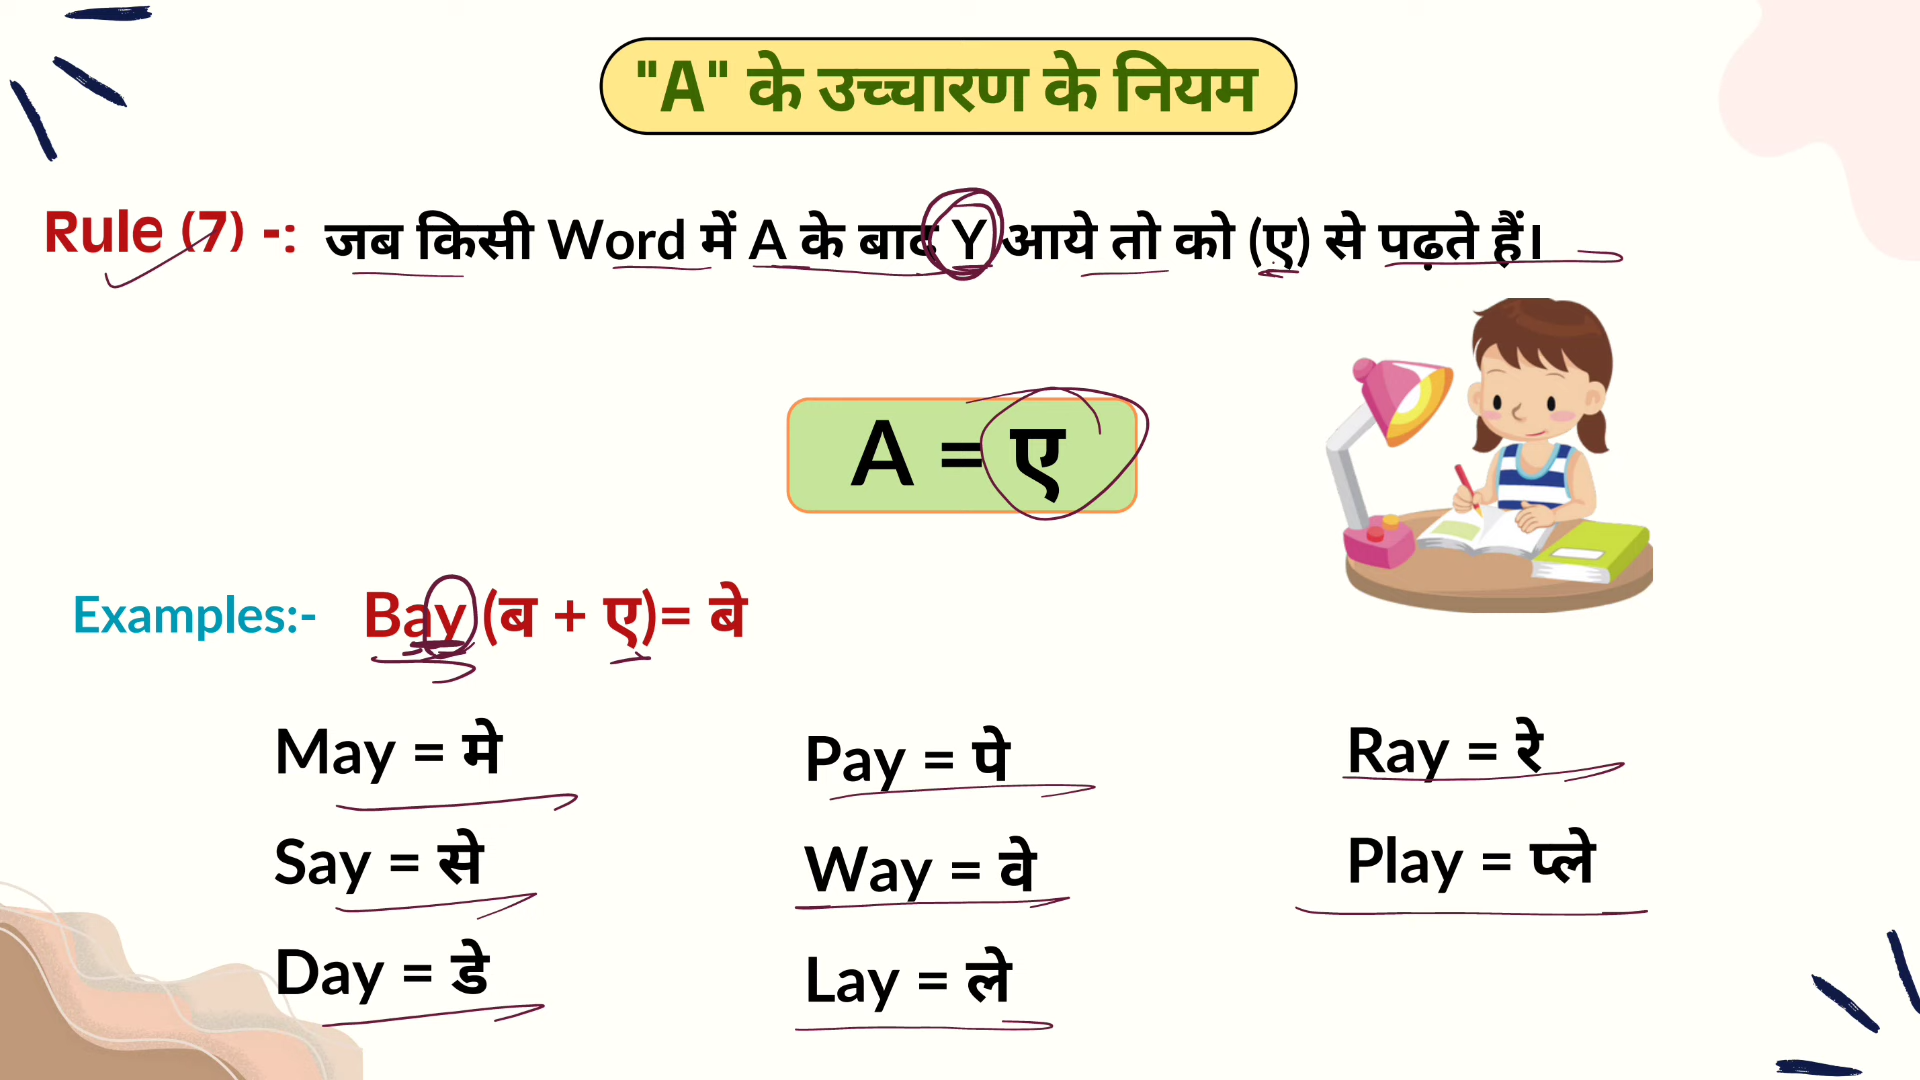 "A" के उच्चारण के नियम
Rule (7) -: जब किसी Word में A के बाद Y आये तो को (ए) से पढ़ते हैं।
A = ए
Examples:- Bay (ब + ए)= बे
May = मे
Say = से
Day = डे
Pay = पे
Way = वे
Lay = ले
Ray = रे
Play = प्ले